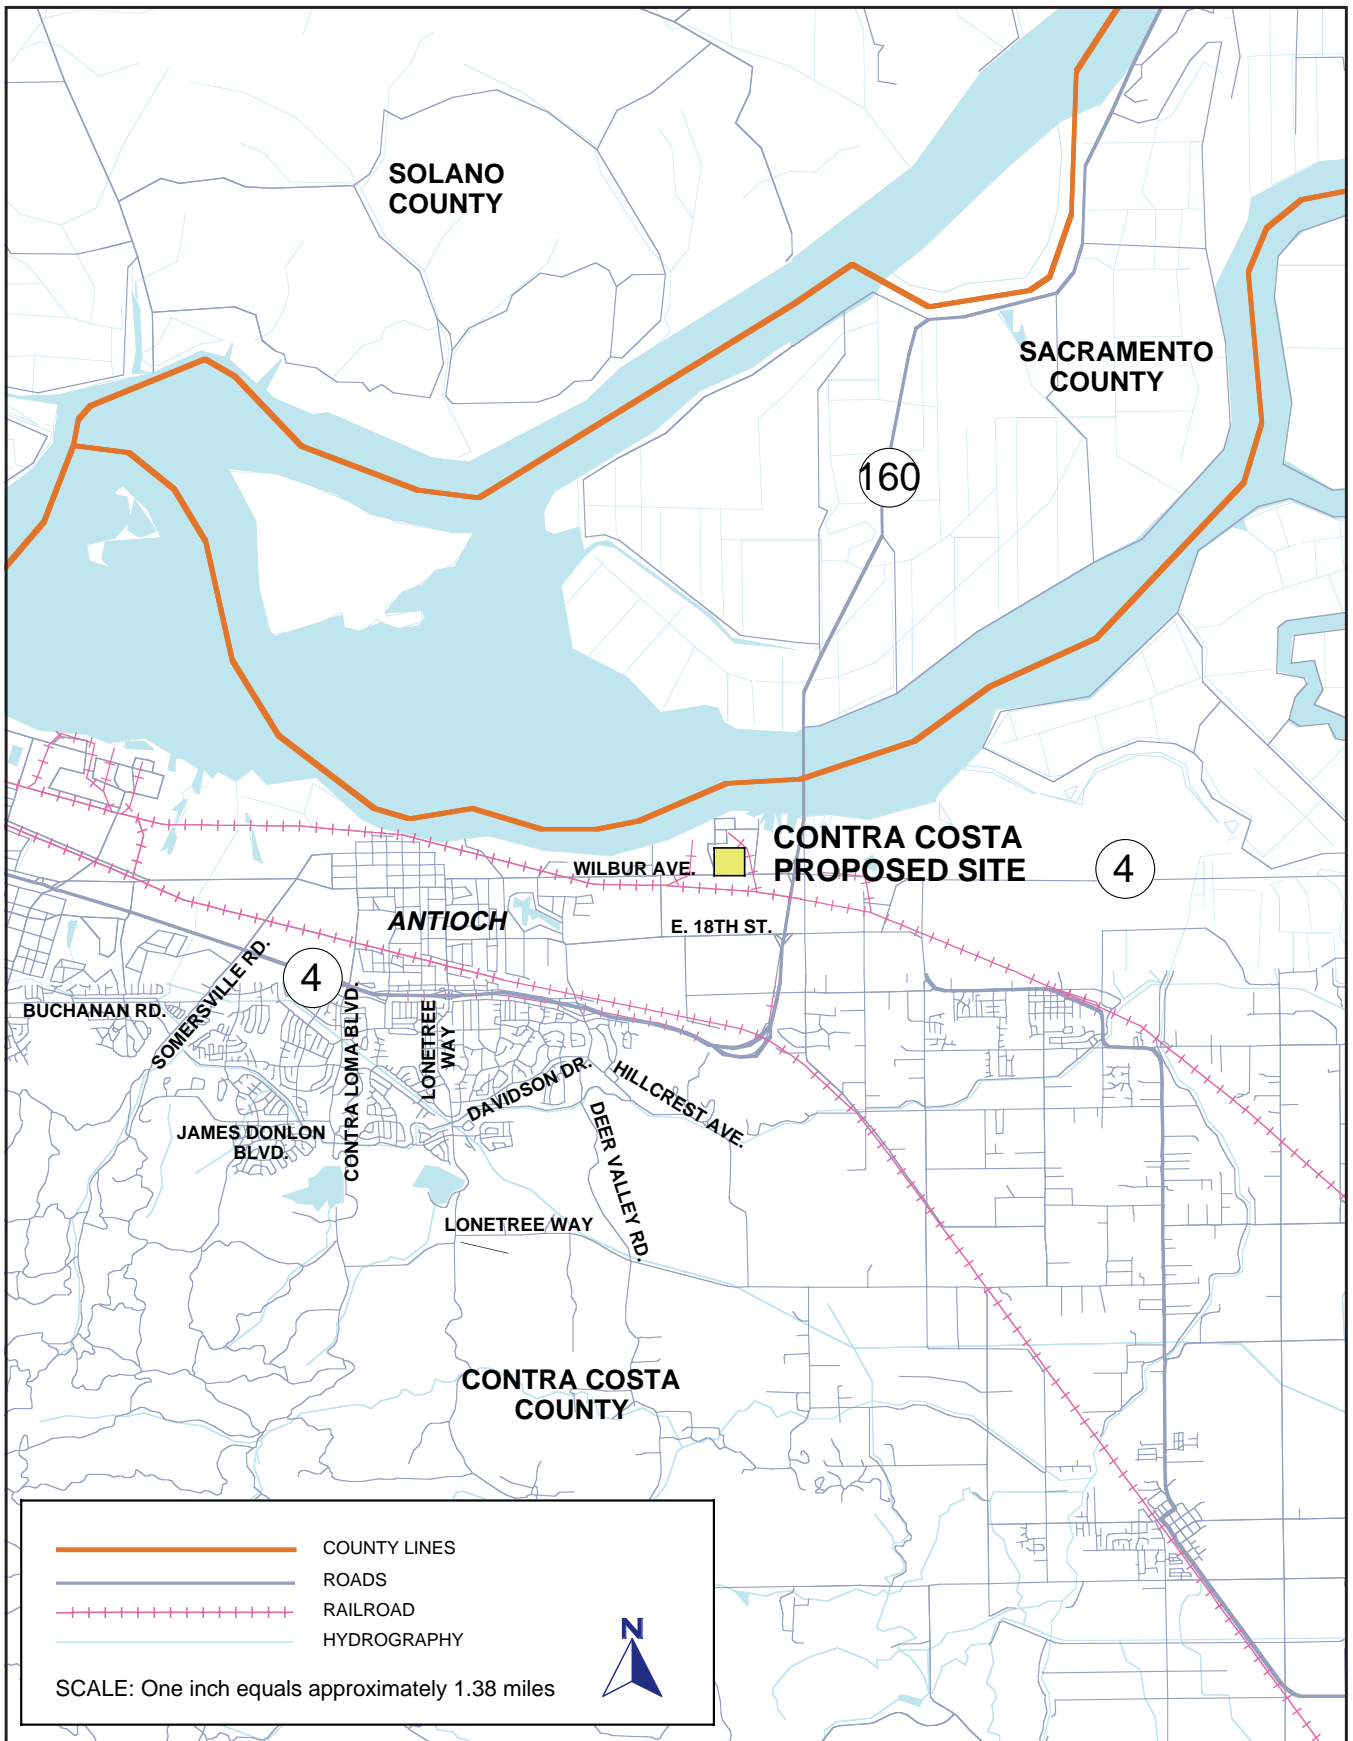 SOLANO
COUNTY
SACRAMENTO
COUNTY
160
CONTRA COSTA
PROPOSED SITE
WILBUR AVE.
4
ANTIOCH
E. 18TH ST.
4
SOMERSVILLE RD.
BUCHANAN RD.
CONTRA LOMA BLVD.
LONETREE
WAY
DAVIDSON DR.
HILLCREST AVE.
JAMES DONLON
BLVD.
DEER VALLEY RD.
LONETREE WAY
CONTRA COSTA
COUNTY
COUNTY LINES
ROADS
RAILROAD
HYDROGRAPHY
N
SCALE: One inch equals approximately 1.38 miles